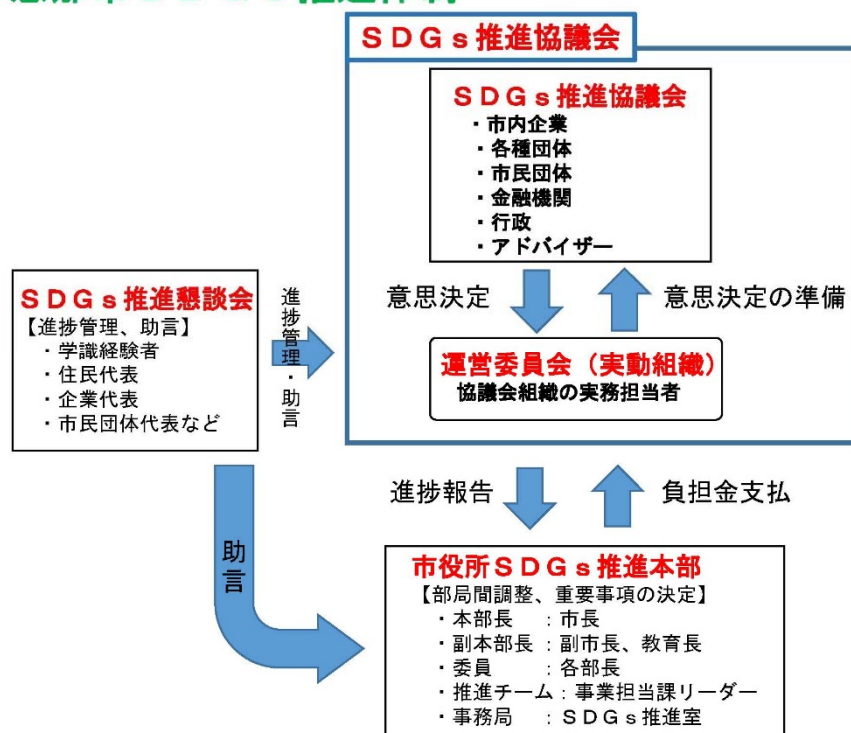 ＳＤＧｓ推進協議会
ＳＤＧｓ推進協議会
・市内企業
・各種団体
・市民団体
・金融機関
・行政
・アドバイザー
意思決定
意思決定の準備
運営委員会（実動組織）
協議会組織の実務担当者
ＳＤＧｓ推進懇談会
【進捗管理、助言】
・学識経験者
・住民代表
・企業代表
・市民団体代表など
進捗管理・助言
進捗報告
負担金支払
助言
市役所ＳＤＧｓ推進本部
【部局間調整、重要事項の決定】
・本部長　：市長
・副本部長：副市長、教育長
・委員　　：各部長
・推進チーム：事業担当課リーダー
・事務局　：ＳＤＧｓ推進室